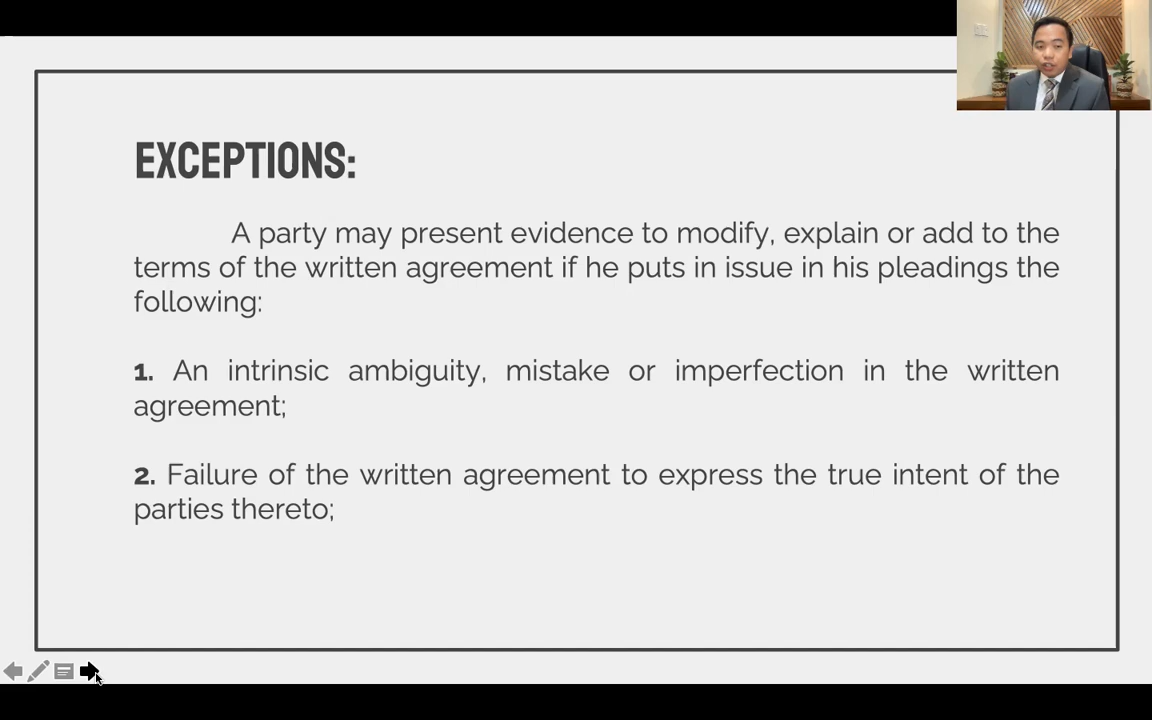 EXCEPTIONS:
A party may present evidence to modify, explain or add to the
terms of the written agreement if he puts in issue in his pleadings the
following:
1. An intrinsic ambiguity, mistake or imperfection in the written
agreement;
2. Failure of the written agreement to express the true intent of the
parties thereto;